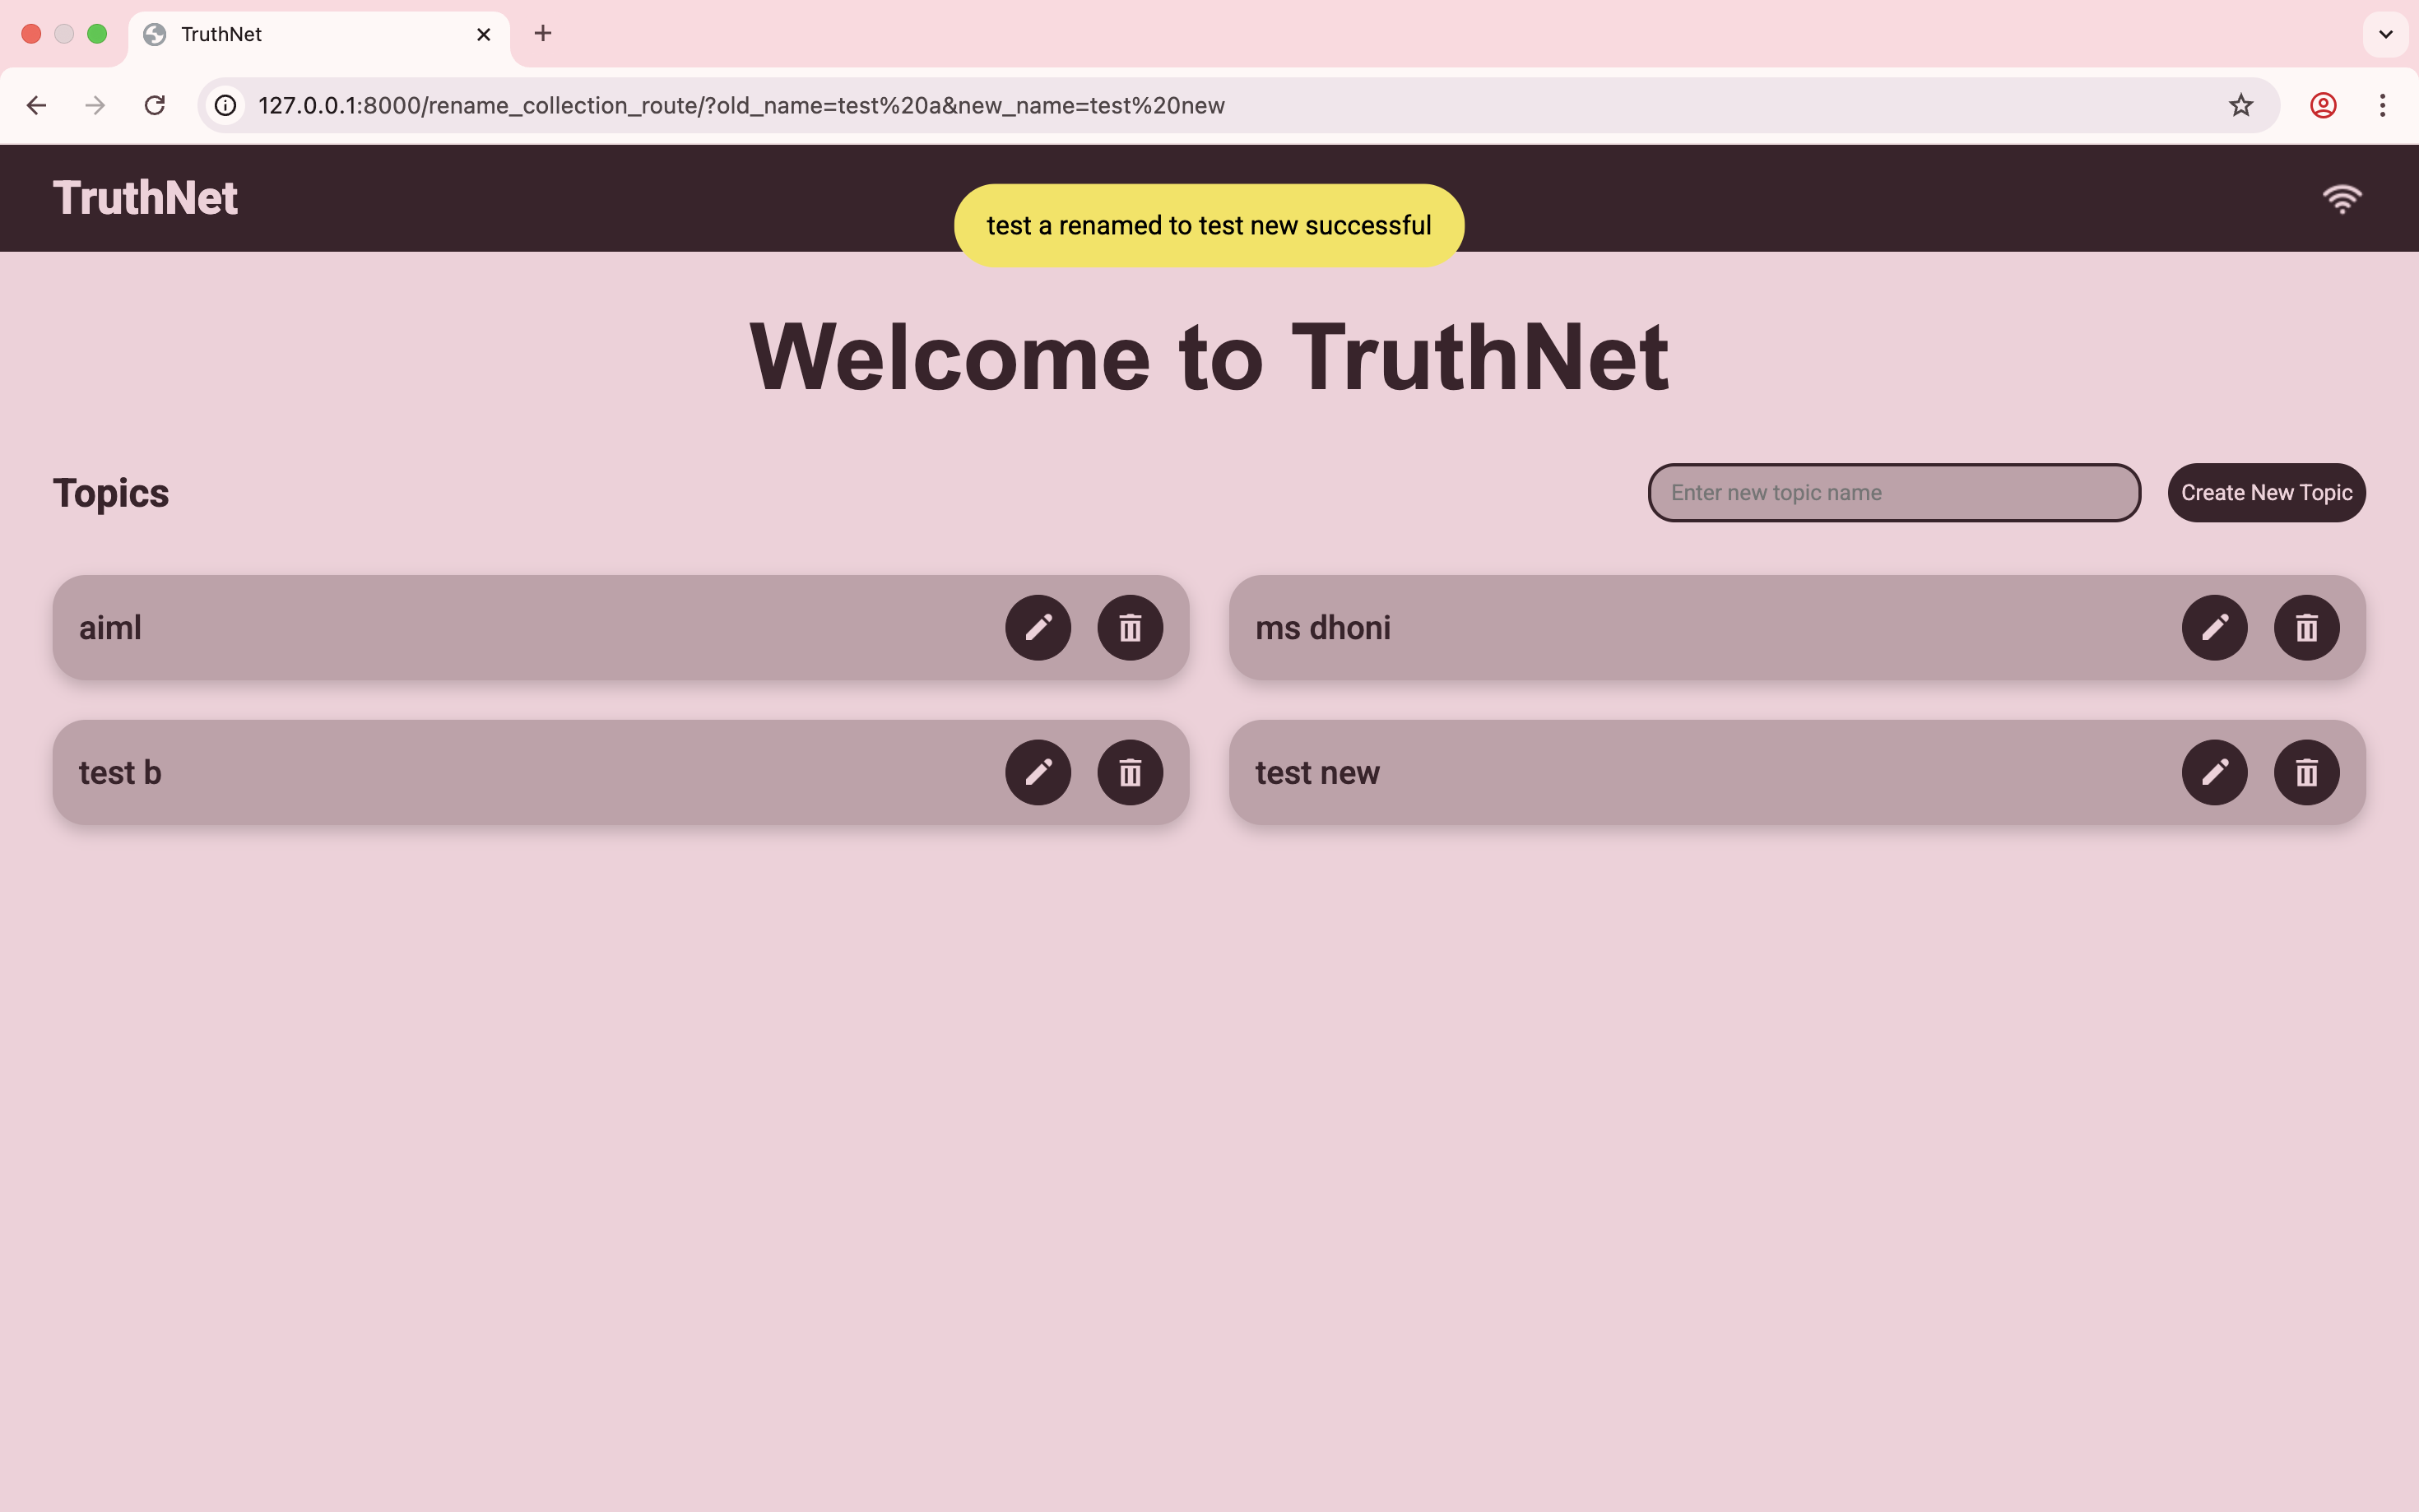 TruthNet
127.0.0.1:8000/rename_collection_route/?old_name=test%20a&new_name=test%20new
TruthNet
test a renamed to test new successful
Welcome to TruthNet
Topics
Enter new topic name
Create New Topic
aiml
ms dhoni
test b
test new